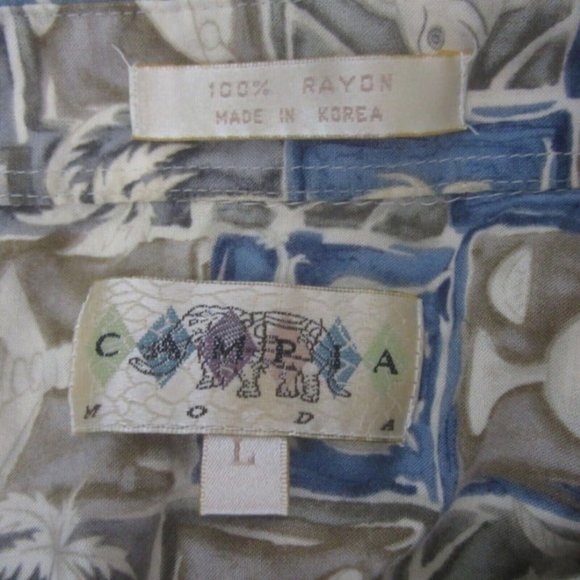 100% RAYON
MADE IN KOREA
CAMPIA
MODA
L